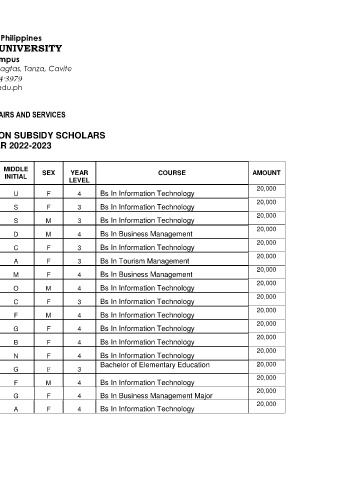 Philippines
UNIVERSITY
mpus
agtas, Tanza, Cavite
4-3979
edu.ph
AIRS AND SERVICES
ON SUBSIDY SCHOLARS
R 2022-2023
MIDDLE INITIAL SEX YEAR LEVEL COURSE AMOUNT
U F 4 Bs In Information Technology 20,000
S F 3 Bs In Information Technology 20,000
S M 3 Bs In Information Technology 20,000
D M 4 Bs In Business Management 20,000
C F 3 Bs In Information Technology 20,000
A F 3 Bs In Tourism Management 20,000
M F 4 Bs In Business Management 20,000
O M 4 Bs In Information Technology 20,000
C F 3 Bs In Information Technology 20,000
F M 4 Bs In Information Technology 20,000
G F 4 Bs In Information Technology 20,000
B F 4 Bs In Information Technology 20,000
N F 4 Bs In Information Technology 20,000
G F 3 Bachelor of Elementary Education 20,000
F M 4 Bs In Information Technology 20,000
G F 4 Bs In Business Management Major 20,000
A F 4 Bs In Information Technology 20,000